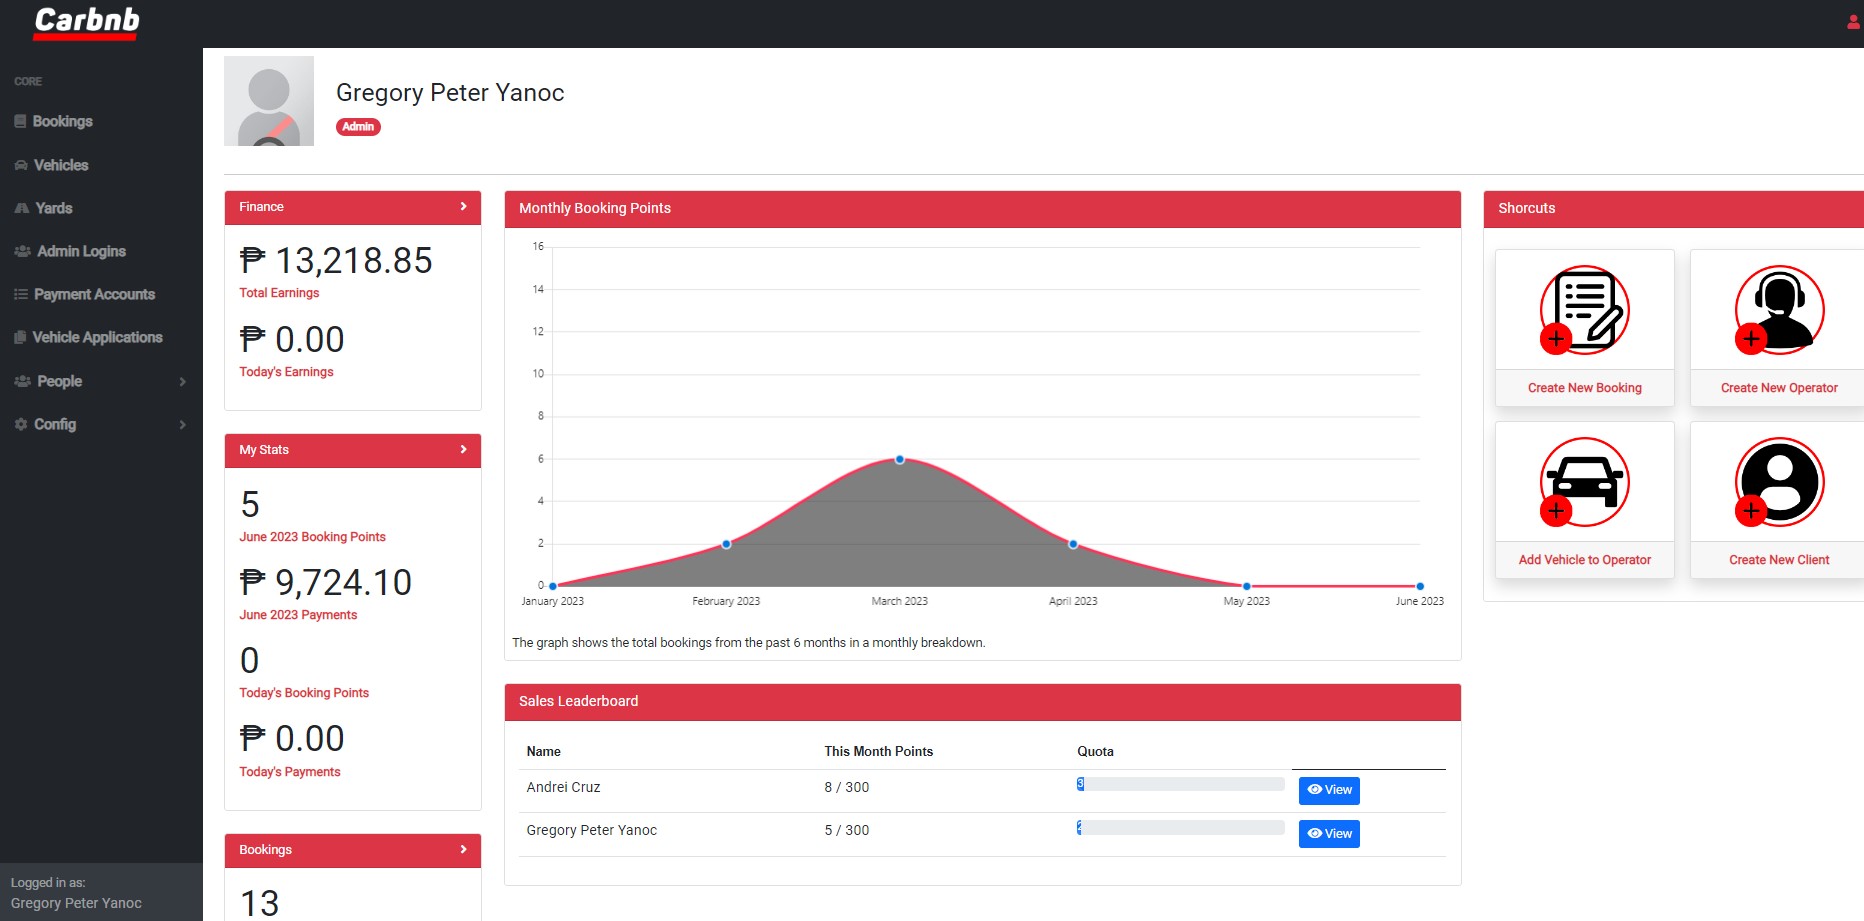 Carbnb
CORE
Bookings
Vehicles
Yards
Admin Logins
Payment Accounts
Vehicle Applications
People
Config
Logged in as:
Gregory Peter Yanoc
Gregory Peter Yanoc
Admin
Finance
₱ 13,218.85
Total Earnings
₱ 0.00
Today's Earnings
My Stats
5
June 2023 Booking Points
₱ 9,724.10
June 2023 Payments
0
Today's Booking Points
₱ 0.00
Today's Payments
Bookings
13
Monthly Booking Points
16
14
12
10
8
6
4
2
0
January 2023 February 2023 March 2023 April 2023 May 2023 June 2023
The graph shows the total bookings from the past 6 months in a monthly breakdown.
Sales Leaderboard
Name This Month Points Quota
Andrei Cruz 8 / 300 3 View
Gregory Peter Yanoc 5 / 300 2 View
Shorcuts
Create New Booking Create New Operator
Add Vehicle to Operator Create New Client